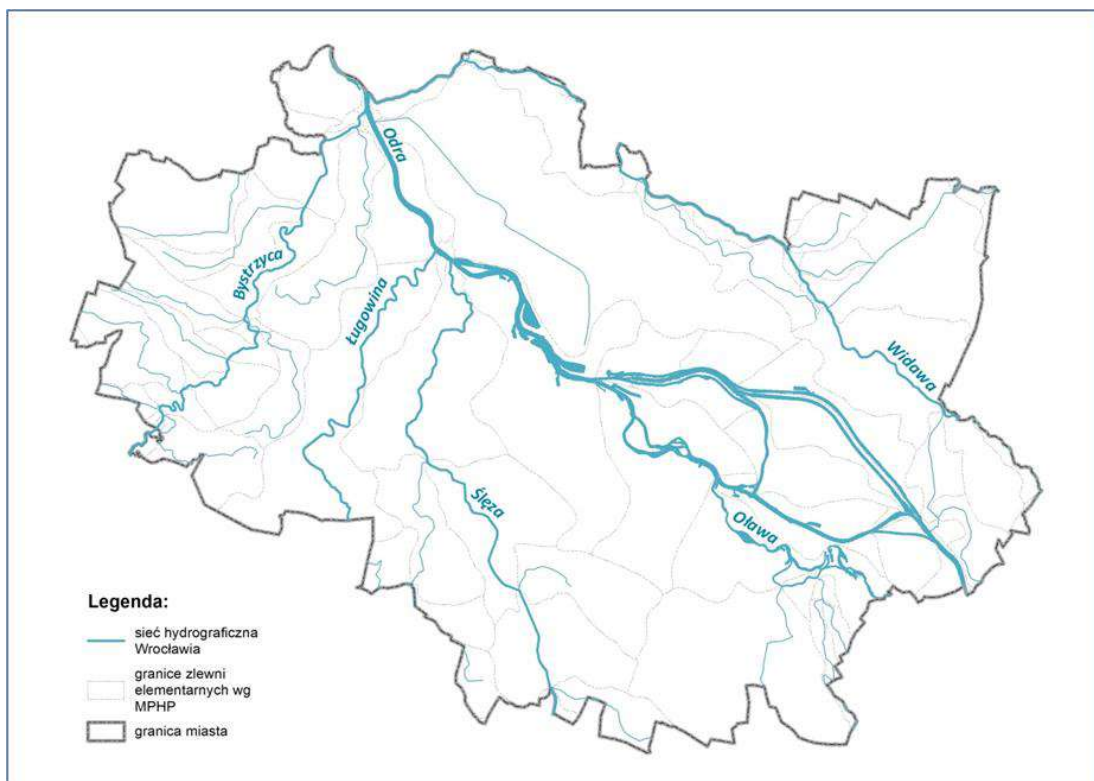 Odra
Bystrzyca
Ługowina
Widawa
Ślęza
Oława
Legenda:
sieć hydrograficzna
Wrocławia
granice zlewni
elementarnych wg
MPHP
granica miasta